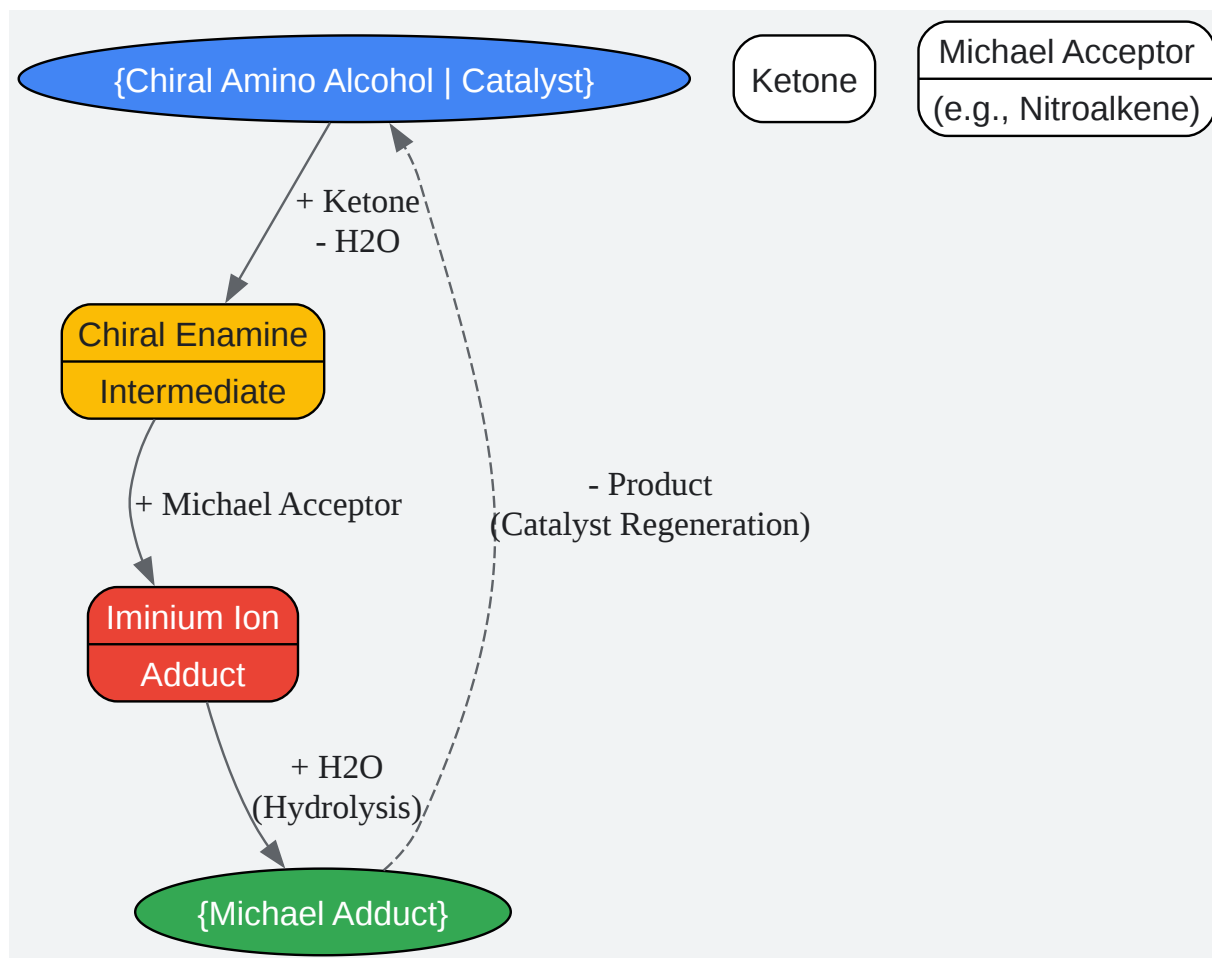 {Chiral Amino Alcohol | Catalyst}
Ketone
Michael Acceptor
(e.g., Nitroalkene)
+ Ketone
- H2O
Chiral Enamine
Intermediate
+ Michael Acceptor
- Product
(Catalyst Regeneration)
Iminium Ion
Adduct
+ H2O
(Hydrolysis)
{Michael Adduct}